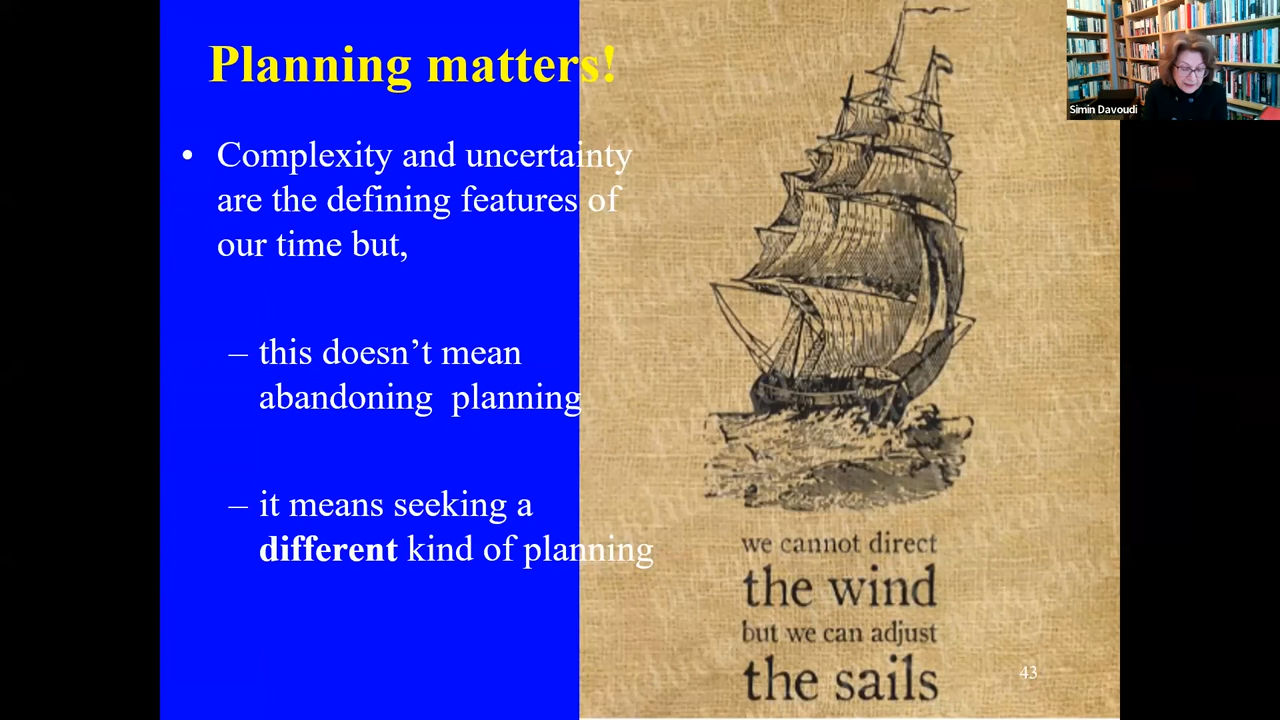 Planning matters!
• Complexity and uncertainty
are the defining features of
our time but,
– this doesn’t mean
abandoning planning
– it means seeking a
different kind of planning
we cannot direct
the wind
but we can adjust
the sails
43
Simin Davoudi